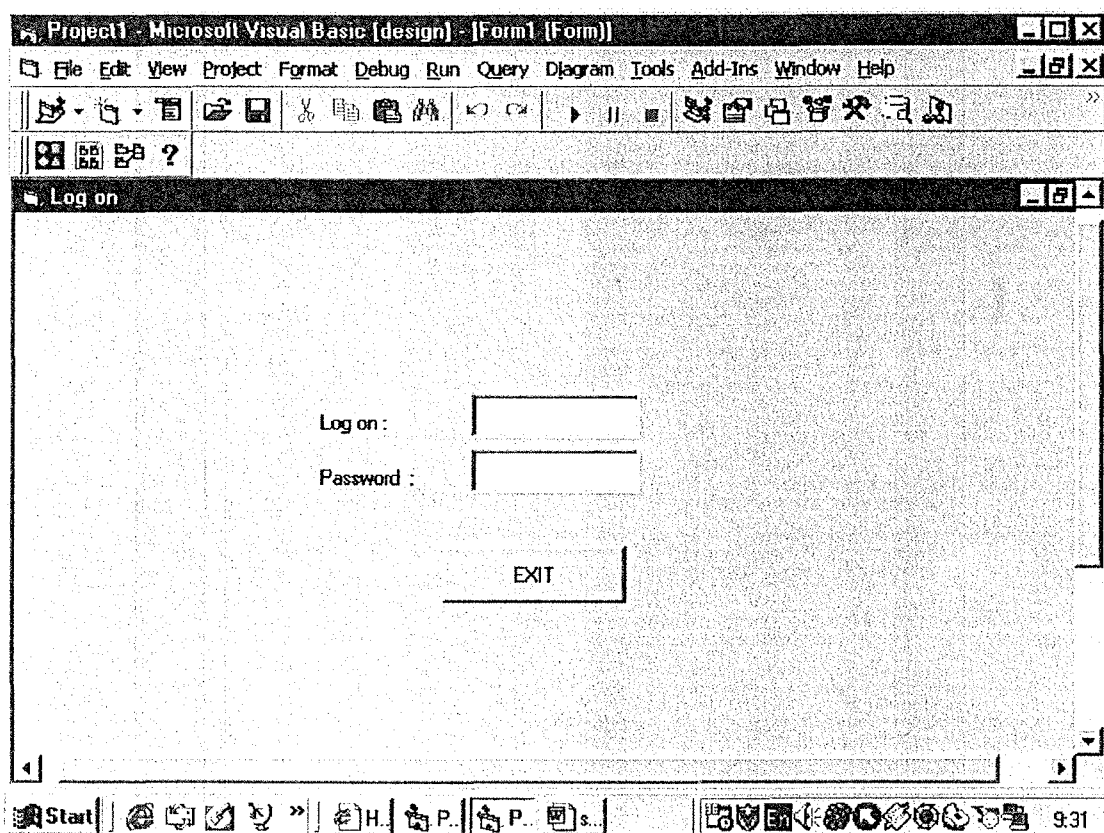 Project1 - Microsoft Visual Basic [design] - [Form1 (Form)]
File Edit View Project Format Debug Run Query Diagram Tools Add-Ins Window Help
Log on
Log on :
Password :
EXIT
Start H.. P.. P.. s... 9:31